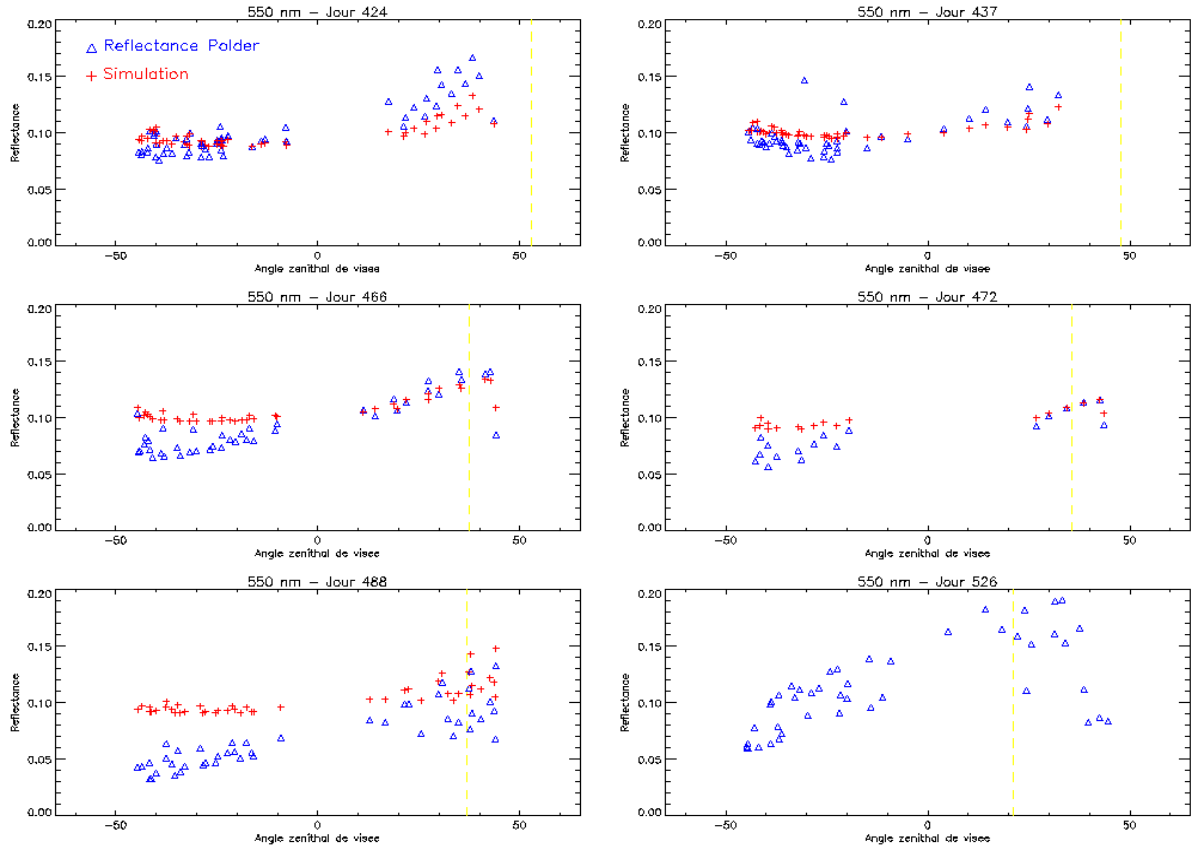 550 nm - Jour 424
0.20
0.15
0.10
0.05
0.00
Reflectance
Reflectance Polder
Simulation
-50
0
50
Angle zenithal de visee
550 nm - Jour 437
0.20
0.15
0.10
0.05
0.00
Reflectance
-50
0
50
Angle zenithal de visee
550 nm - Jour 466
0.20
0.15
0.10
0.05
0.00
Reflectance
-50
0
50
Angle zenithal de visee
550 nm - Jour 472
0.20
0.15
0.10
0.05
0.00
Reflectance
-50
0
50
Angle zenithal de visee
550 nm - Jour 488
0.20
0.15
0.10
0.05
0.00
Reflectance
-50
0
50
Angle zenithal de visee
550 nm - Jour 526
0.20
0.15
0.10
0.05
0.00
Reflectance
-50
0
50
Angle zenithal de visee